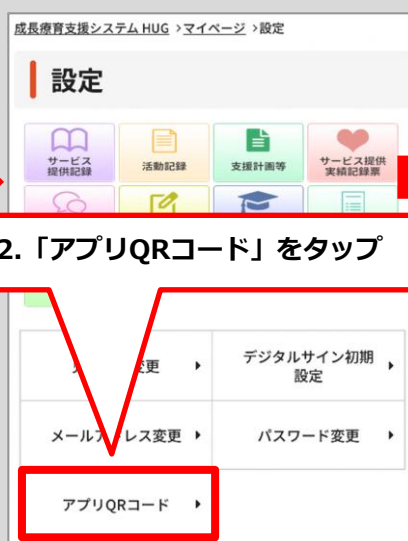 成長療育支援システム HUG >マイページ >設定
設定
サービス
提供記録
活動記録
支援計画等
サービス提供
実績記録票
2.「アプリQRコード」をタップ
変更
デジタルサイン初期
設定
メールアドレス変更
パスワード変更
アプリQRコード